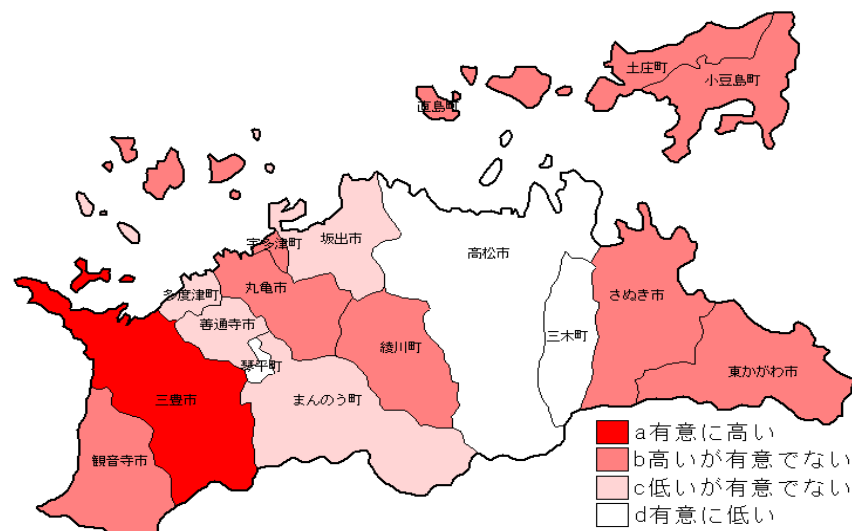 土庄町
小豆島町
直島町
宇多津町
坂出市
高松市
多度津町
丸亀市
さぬき市
善通寺市
三木町
綾川町
琴平町
東かがわ市
三豊市
まんのう町
観音寺市
a有意に高い
b高いが有意でない
c低いが有意でない
d有意に低い